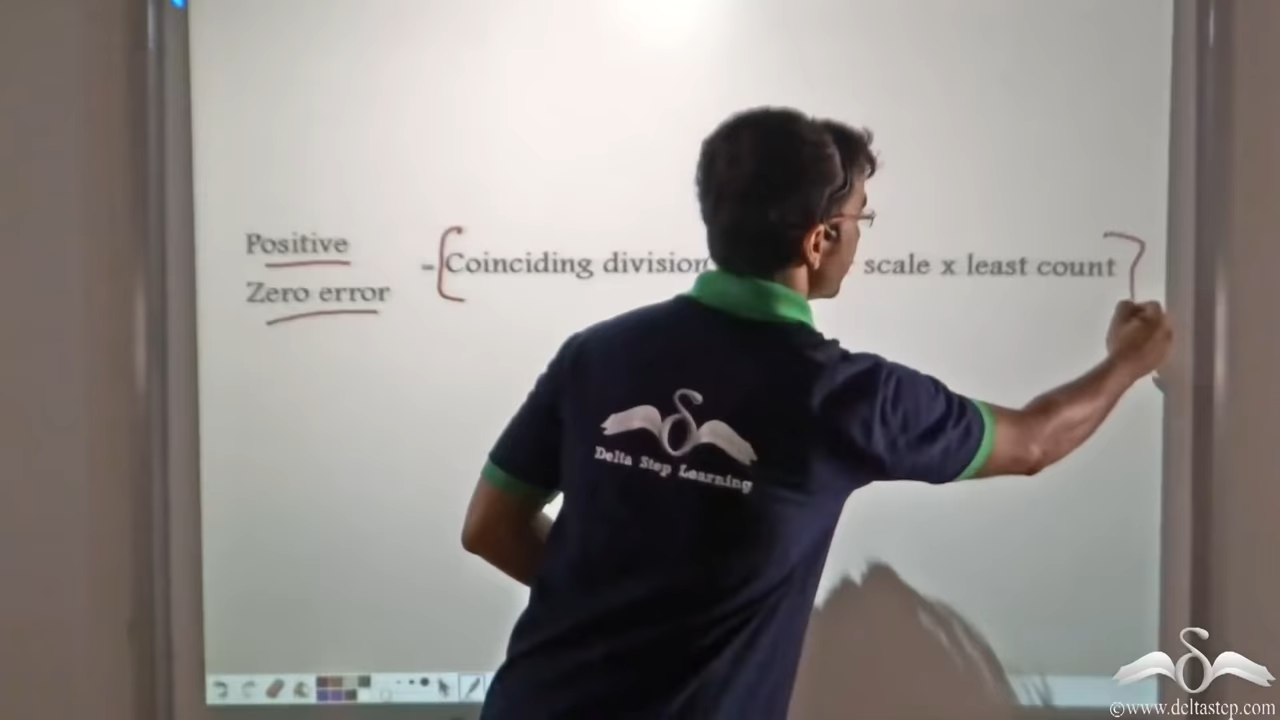 Positive
Zero error
- [Coinciding division scale x least count]
Delta Step Learning
©www.deltastep.com